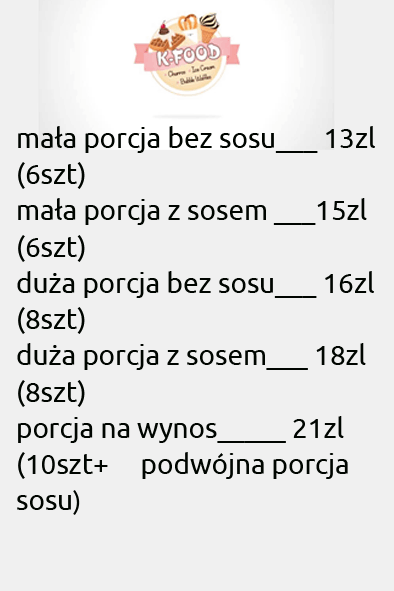 K-FOOD
- Churros - Ice Cream
- Bubble Waffles
mała porcja bez sosu___ 13zl
(6szt)
mała porcja z sosem ___15zl
(6szt)
duża porcja bez sosu___ 16zl
(8szt)
duża porcja z sosem___ 18zl
(8szt)
porcja na wynos_____ 21zl
(10szt+ podwójna porcja
sosu)